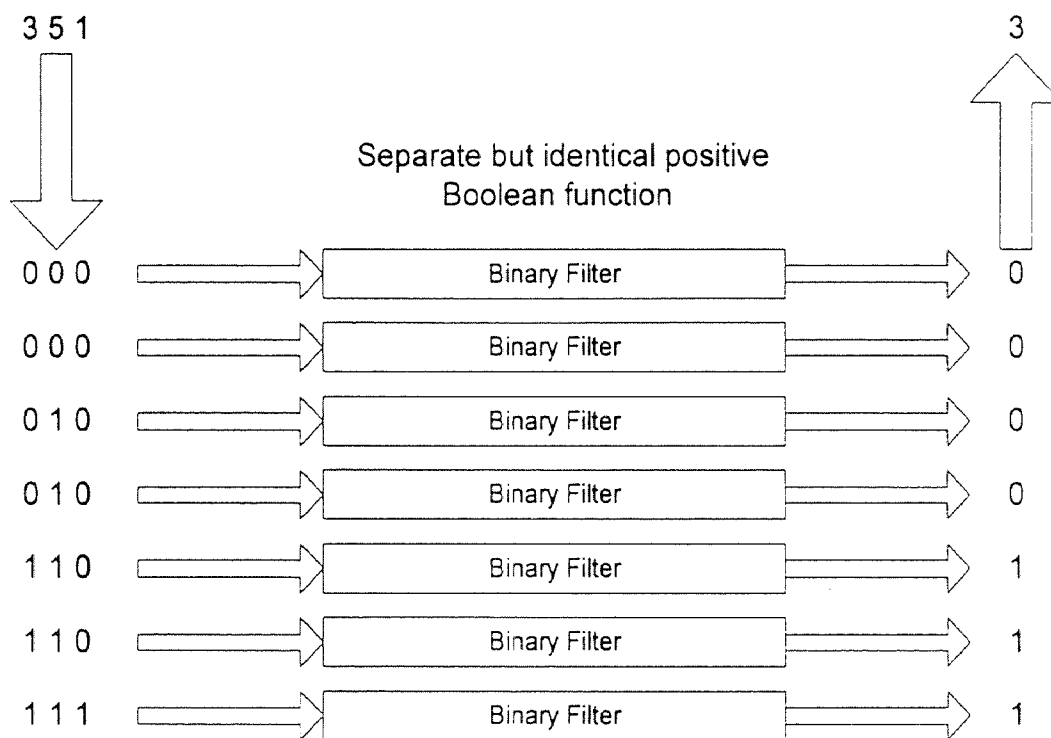 3 5 1
3
Separate but identical positive
Boolean function
0 0 0 Binary Filter 0
0 0 0 Binary Filter 0
0 1 0 Binary Filter 0
0 1 0 Binary Filter 0
1 1 0 Binary Filter 1
1 1 0 Binary Filter 1
1 1 1 Binary Filter 1